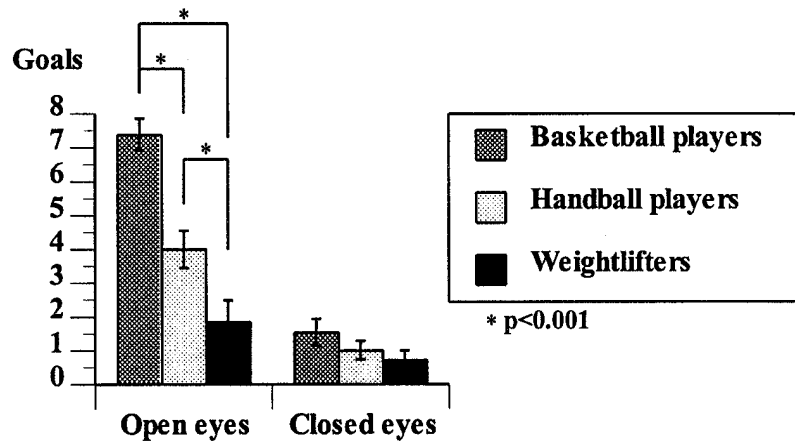 *
Goals
*
8
7
*
6
5
4
3
2
1
0
Open eyes
Closed eyes
Basketball players
Handball players
Weightlifters
* p<0.001